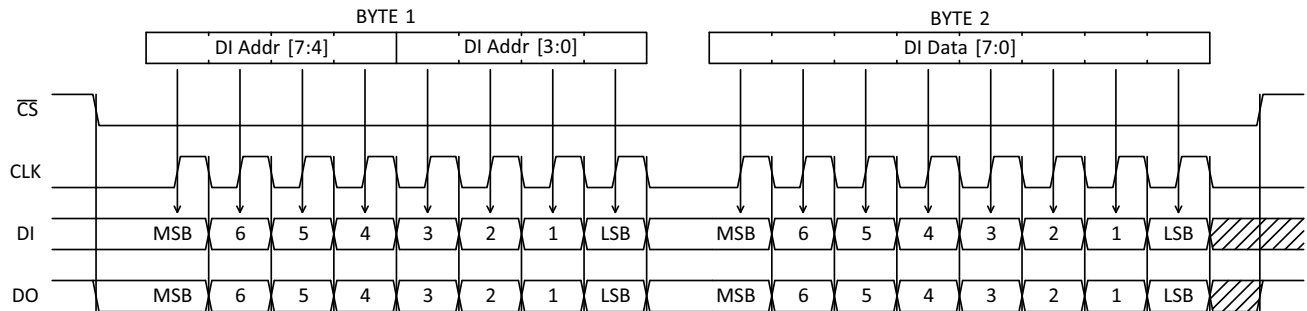 BYTE 1 BYTE 2
DI Addr [7:4] DI Addr [3:0] DI Data [7:0]
CS
CLK
DI MSB 6 5 4 3 2 1 LSB MSB 6 5 4 3 2 1 LSB
DO MSB 6 5 4 3 2 1 LSB MSB 6 5 4 3 2 1 LSB